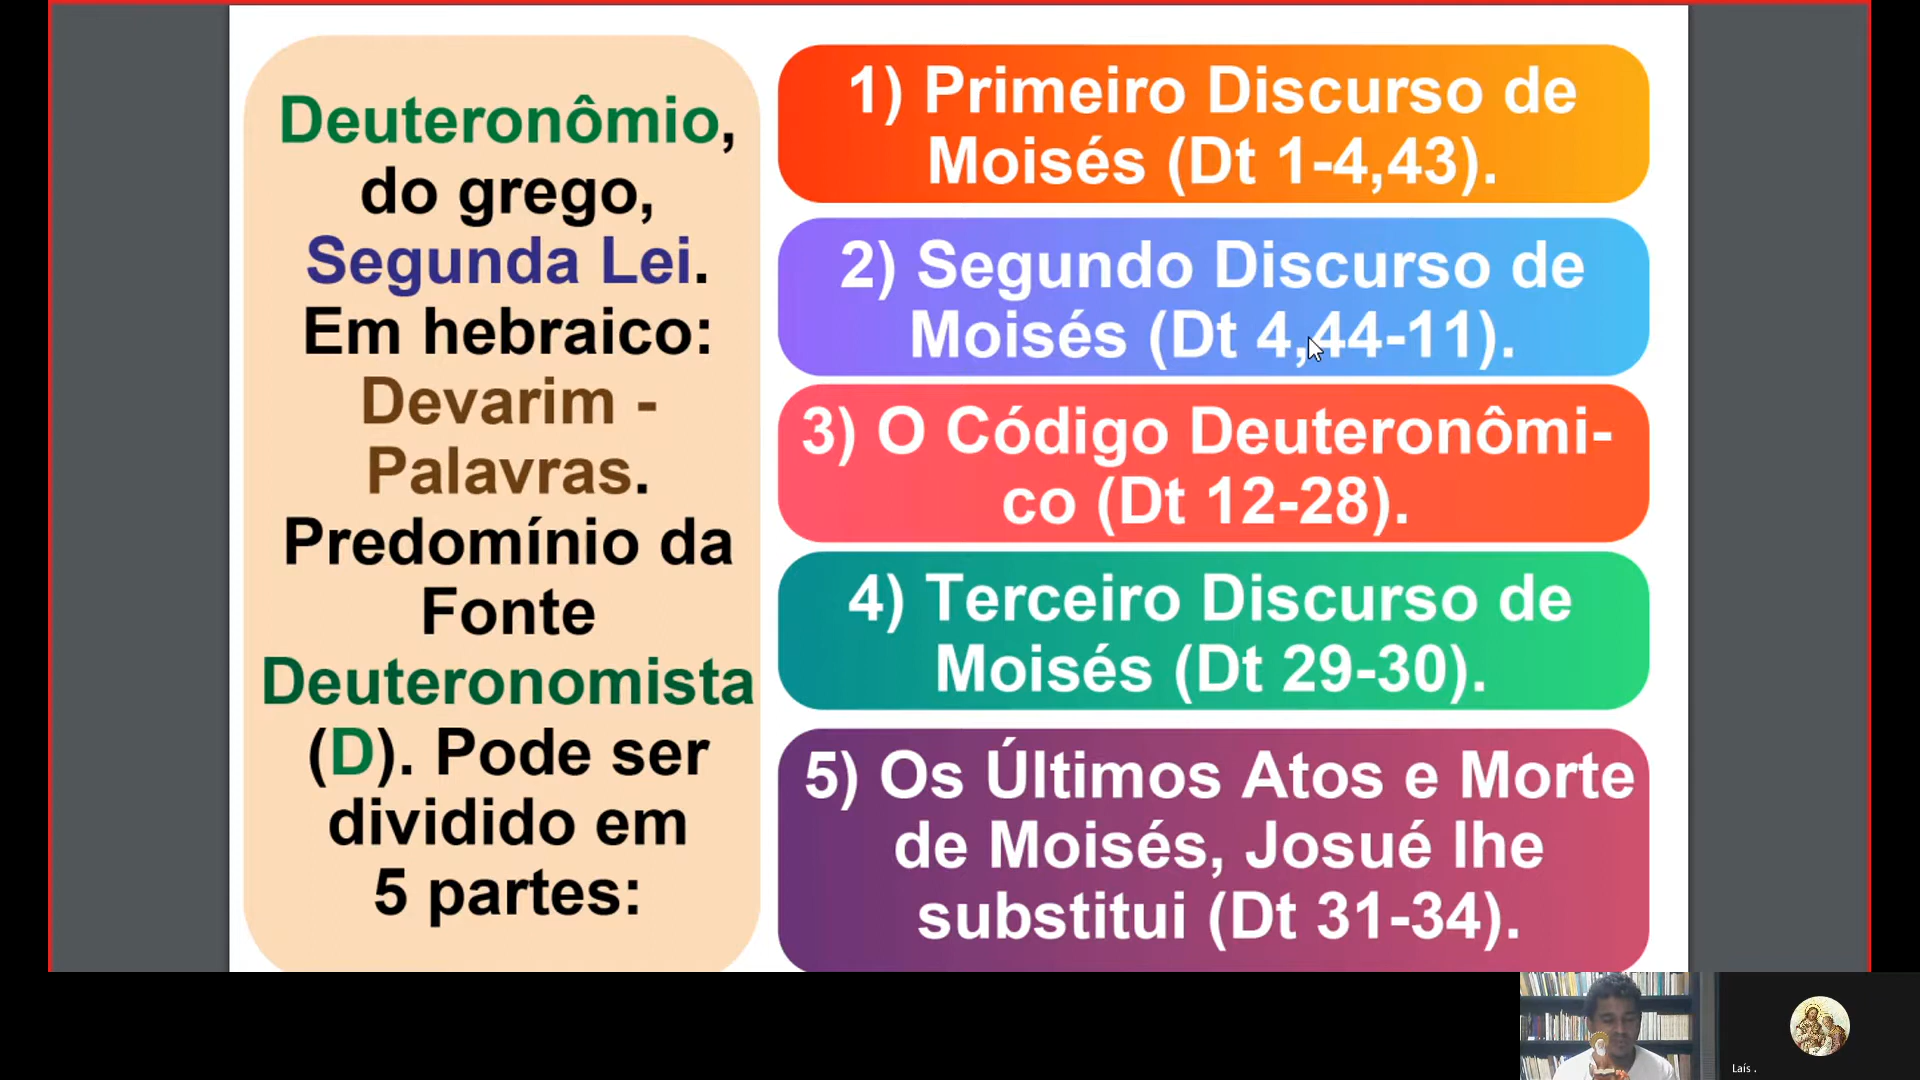 Deuteronômio,
do grego,
Segunda Lei.
Em hebraico:
Devarim -
Palavras.
Predomínio da
Fonte
Deuteronomista
(D). Pode ser
dividido em
5 partes:
1) Primeiro Discurso de
Moisés (Dt 1-4,43).
2) Segundo Discurso de
Moisés (Dt 4,44-11).
3) O Código Deuteronômi-
co (Dt 12-28).
4) Terceiro Discurso de
Moisés (Dt 29-30).
5) Os Últimos Atos e Morte
de Moisés, Josué lhe
substitui (Dt 31-34).
Laís .